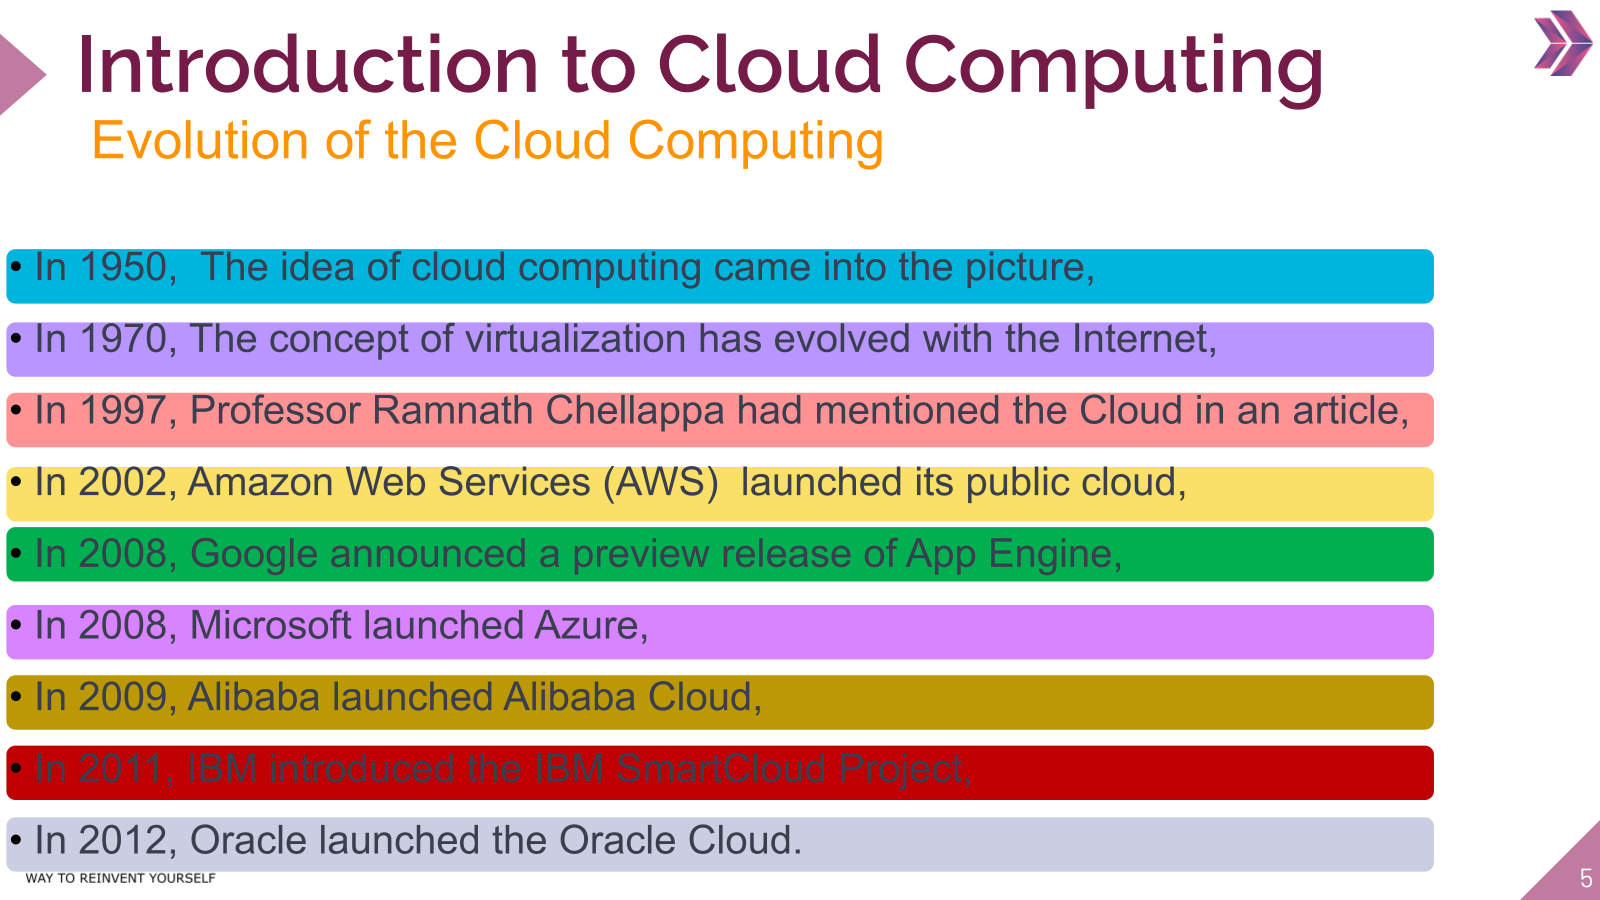 Introduction to Cloud Computing
Evolution of the Cloud Computing
• In 1950,  The idea of cloud computing came into the picture,
• In 1970, The concept of virtualization has evolved with the Internet,
• In 1997, Professor Ramnath Chellappa had mentioned the Cloud in an article,
• In 2002, Amazon Web Services (AWS)  launched its public cloud,
• In 2008, Google announced a preview release of App Engine,
• In 2008, Microsoft launched Azure,
• In 2009, Alibaba launched Alibaba Cloud,
• In 2011, IBM introduced the IBM SmartCloud Project,
• In 2012, Oracle launched the Oracle Cloud.
WAY TO REINVENT YOURSELF
5